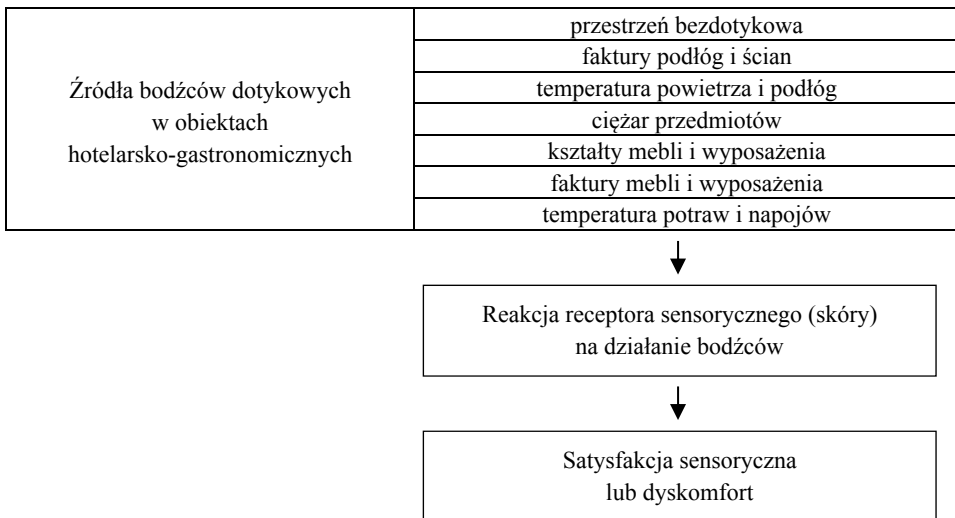 Źródła bodźców dotykowych
w obiektach
hotelarsko-gastronomicznych
przestrzeń bezdotykowa
faktury podłóg i ścian
temperatura powietrza i podłóg
ciężar przedmiotów
kształty mebli i wyposażenia
faktury mebli i wyposażenia
temperatura potraw i napojów
Reakcja receptora sensorycznego (skóry)
na działanie bodźców
Satysfakcja sensoryczna
lub dyskomfort